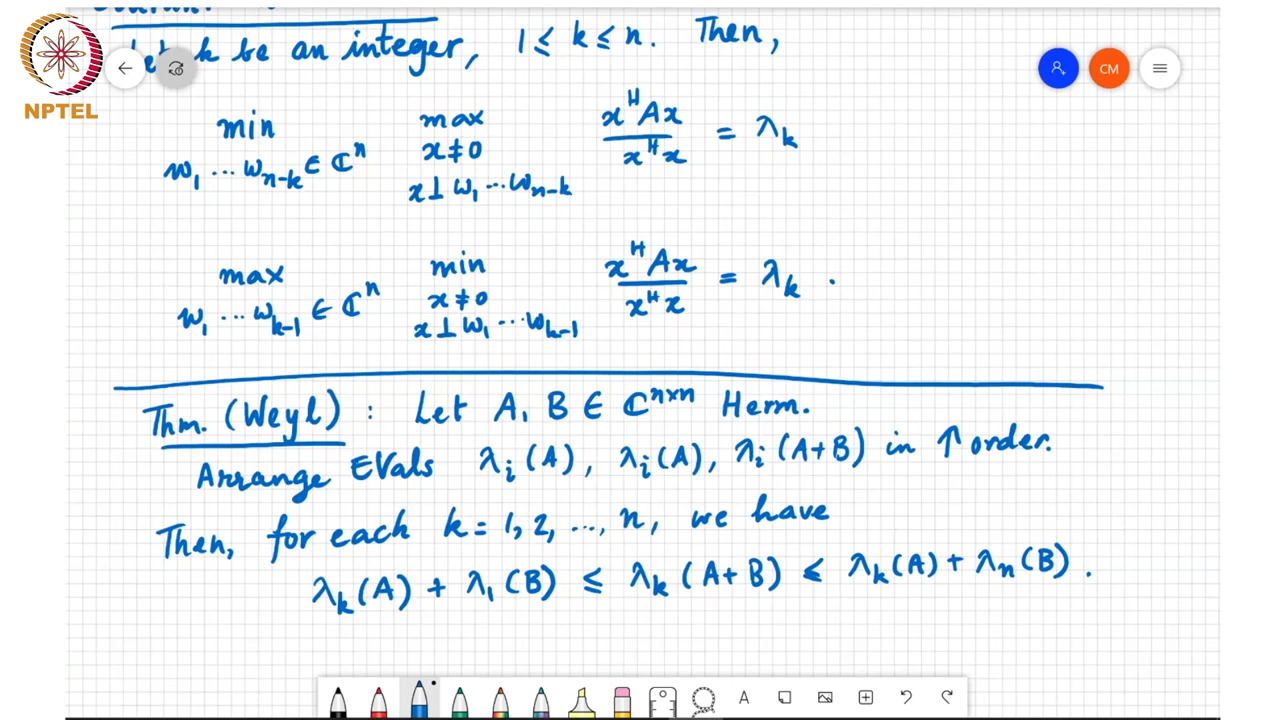 Let k be an integer, 1 ≤ k ≤ n. Then,
NPTEL
CM
min max x^H A x / x^H x = λ_k
w_1 ... w_{n-k} ∈ ℂ^n x ≠ 0
x ⊥ w_1 ... w_{n-k}
max min x^H A x / x^H x = λ_k .
w_1 ... w_{k-1} ∈ ℂ^n x ≠ 0
x ⊥ w_1 ... w_{k-1}
Thm. (Weyl) : Let A, B ∈ ℂ^{n×n} Herm.
Arrange EVals λ_i(A), λ_i(A), λ_i(A+B) in ↑ order.
Then, for each k = 1, 2, ..., n, we have
λ_k(A) + λ_1(B) ≤ λ_k(A+B) ≤ λ_k(A) + λ_n(B).
A